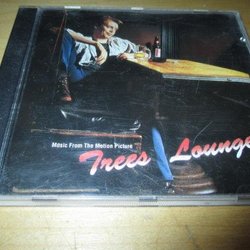 Music From The Motion Picture
Trees Lounge